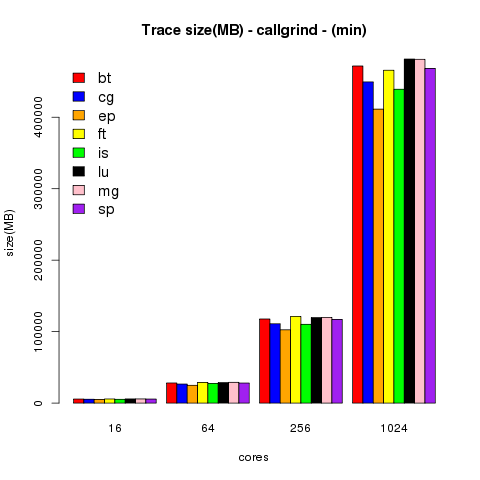 Trace size(MB) - callgrind - (min)
bt
cg
ep
ft
is
lu
mg
sp
size(MB)
400000
300000
200000
100000
0
16 64 256 1024
cores